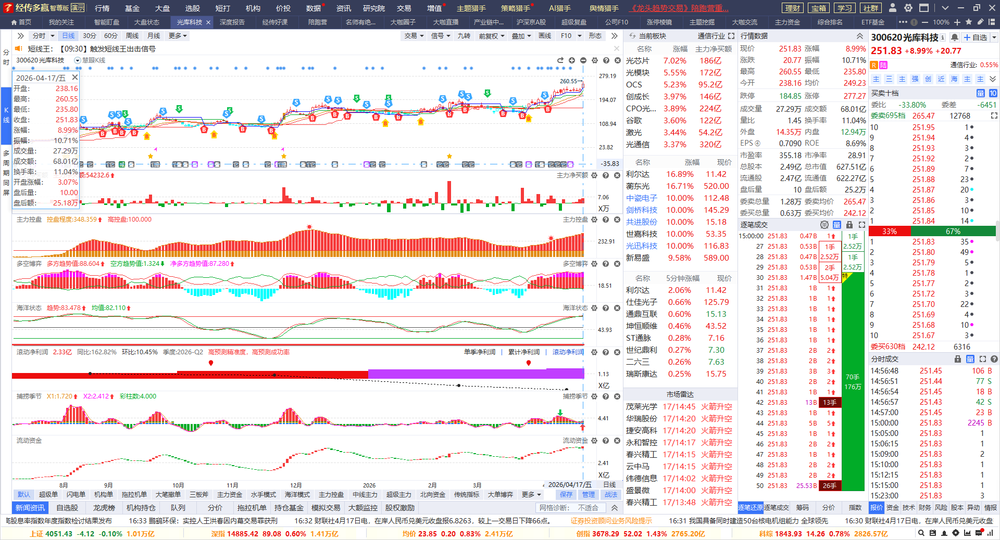 经传多赢 智尊版 演示 行情 基金 大盘 选股 短打 机构 价投 数据 资讯 研究院 交易 增值 主题猎手 策略猎手 AI猎手 舆情猎手 《龙头趋势交易》陪跑营重... 理财 宝箱 学习 社群
首页 我的关注 智能盯盘 大盘状态 光库科技 深度报告 经传好课 陪跑营 名师有绝... 大咖圈子 大咖直播 产业链中... 沪深京A股 超级复盘 公司F10 涨停棱镜 主题挖掘 大咖交流 主力资金 综合排名 ETF基金 100%
分时 日线 30分 60分 周线 月线 更多 交易 信号 九转 前复权 叠加 画线 F10 形态
短线王：【09:30】触发短线王出击信号
300620 光库科技 慧眼K线
分时
K线
多周期同屏
2026-04-17/五
开盘: 238.16
最高: 260.55
最低: 235.80
收盘: 251.83
涨幅: 8.99%
振幅: 10.71%
成交量: 27.29万
成交额: 68.01亿
换手率: 11.04%
开盘涨幅: 3.07%
盘后量: 10.00
盘后额: 25.18万
260.55
279.19
194.07
108.94
23.82
-35.83
额:54232.6 主力净买额
7.06
X万
主力控盘 控盘程度:348.359 高控盘:100.000 主力控盘
232.91
多空博弈 多方趋势值:88.604 空方趋势值:1.324 净多方趋势值:87.280 多空博弈
18.51
海洋状态 趋势:83.478 均值:82.110 海洋状态
43.93
滚动净利润 2.33亿 同比:162.82% 环比:10.45% 季度:2026-Q2 高预测精准度，高预测成功率 单季净利润 | 累计净利润 | 滚动净利润
1.13
X亿
捕捞季节 X1:1.720 X2:2.412 彩柱数:4.000 捕捞季节
4.41
流动资金 流动资金
2.41
X亿
8月 9月 10月 11月 12月 2026 2月 3月 2026/04/17/五 日线
默认 超级单 闪电单 机构单 拖拉机单 大笔撤单 三板斧 主力资金 水手模式 海洋模式 主力控盘 中线主力 超级主力 北向资金 传统指标 大单博弈 更多 保存 管理 战法
新闻资讯 自选股 龙虎榜 机构持仓 队列 分价 拖拉机单 持仓基金 模拟交易 大额监控 股权激励 网格诊断: 不适合
当前板块 通信行业
名称 涨幅 主力净买额
光芯片 7.02% 186亿
光模块 5.55% 172亿
OCS 5.23% 95.2亿
创成长 3.97% 146亿
CPO光... 3.89% 224亿
谷歌 3.60% 122亿
激光 3.44% 54.2亿
光通信 3.37% 320亿
名称 涨幅 现价
利尔达 16.89% 11.42
蘅东光 16.71% 520.00
中瓷电子 10.00% 112.48
剑桥科技 10.00% 145.29
共进股份 10.00% 15.18
世嘉科技 10.00% 53.35
光迅科技 10.00% 116.83
新易盛 9.58% 589.00
名称 5分钟涨幅 现价
利尔达 2.06% 11.42
仕佳光子 0.66% 125.79
通鼎互联 0.60% 15.13
坤恒顺维 0.46% 43.52
ST通脉 0.28% 7.16
世纪鼎利 0.27% 7.30
二六三 0.26% 7.63
瑞斯康达 0.25% 15.75
市场雷达
茂莱光学 17/14:45 火箭升空
华瑞股份 17/14:20 火箭升空
捷安高科 17/14:20 火箭升空
永和智控 17/14:17 火箭升空
春兴精工 17/14:15 火箭升空
云中马 17/14:15 火箭升空
纬德信息 17/14:02 火箭升空
盛景微 17/14:00 火箭升空
春兴精工 17/13:48 火箭升空
行情数据
现价 251.83 涨幅 8.99%
涨跌 20.77 振幅 10.71%
最高 260.55 最低 235.80
今开 238.16 均价 249.23
跌停 184.85 涨停 277.27
成交量 27.29万 成交额 68.01亿
量比 1.45 换手率 11.04%
外盘 14.35万 内盘 12.94万
EPS④ 0.7090 ROE 8.69%
市盈率 355.18 市净率 28.91
总股本 2.49亿 总市值 627.51亿
流通股 2.47亿 流通值 622.27亿
盘后量 10 盘后额 25.2万
委卖总量 1.28万 委卖均价 265.47
委买总量 0.63万 委买均价 242.12
逐笔成交 单 量
15:00:00 251.83 0.47B 1
27 251.83 0.53B
28 251.83 0.47B
29 251.83 0.53B
30 251.83 1.47B
31 251.83 1B 1
32 251.83 1B 1
33 251.83 1B 1
34 251.83 1B 1
35 251.83 1B 1
36 251.83 1B 1
37 251.83 2B 2
38 251.83 2B 2
39 251.83 3B 3
40 251.83 2B 2
41 251.83 1B 1
42 251.83 13B 13手
43 251.83 1B 1
44 251.83 5B 5
45 251.83 1B 1
46 251.83 2B 2
47 251.83 1B 1
48 251.83 2B 2
49 251.83 2B 2
50 251.83 25.53B 26手
1手
2.52万
2手
5.04万
1手
2.52万
1手
2.52万
特
70手
176万
逐笔还原 逐笔成交 筹码 分价 指数
300620 光库科技 自选
251.83 +8.99% +20.77
R 陆 通信行业: 0.55%
主 三 主 强 创 近 海 主 主
买卖十档 量 10
委比 -33.80% 委差 -6451
委卖695档 265.47 12768
10 251.95 1
9 251.94 4
8 251.93 3
7 251.92 2
6 251.89 7
5 251.88 23
4 251.87 20
3 251.86 3
2 251.85 10
1 251.84 14
33% 67%
1 251.83 35
2 251.80 49
3 251.79 5
4 251.78 1
5 251.77 2
6 251.72 3
7 251.70 22
8 251.69 4
9 251.68 10
10 251.67 3
委买630档 242.12 6316
分时成交 量
14:56:48 251.45 106 B
14:56:51 251.44 77 S
14:56:54 251.45 18 B
14:56:57 251.43 42 S
14:57:00 251.45 23 B
15:00:00 251.83 2245 B
15:05:00 251.83 1
15:06:15 251.83 1
15:09:00 251.83 2
15:10:00 251.83 1
15:12:15 251.83 1
15:15:00 251.83 1
15:23:00 251.83 3
报价 资金 技术 财务 风险 股本 异动 情报
高股息率指数年度指数检讨结果发布 16:33 鹏鹞环保：实控人王洪春因内幕交易罪获刑 16:32 财联社4月17日电，在岸人民币兑美元收盘报6.8263，较上一交易日下降66点。 证券投资顾问业务风险提示 16:31 我国具备同时建造50台核电机组能力 全球领先 16:30 财联社4月17日电，在岸人民币兑美元收盘
上证 4051.43 -4.12 -0.10% 1.01万亿 深指 14885.42 89.08 0.60% 1.41万亿 均价 23.85 0.20 0.83% 2.41万亿 创指 3678.29 52.02 1.43% 2765.20亿 科综 1843.93 14.26 0.78% 2826.57亿